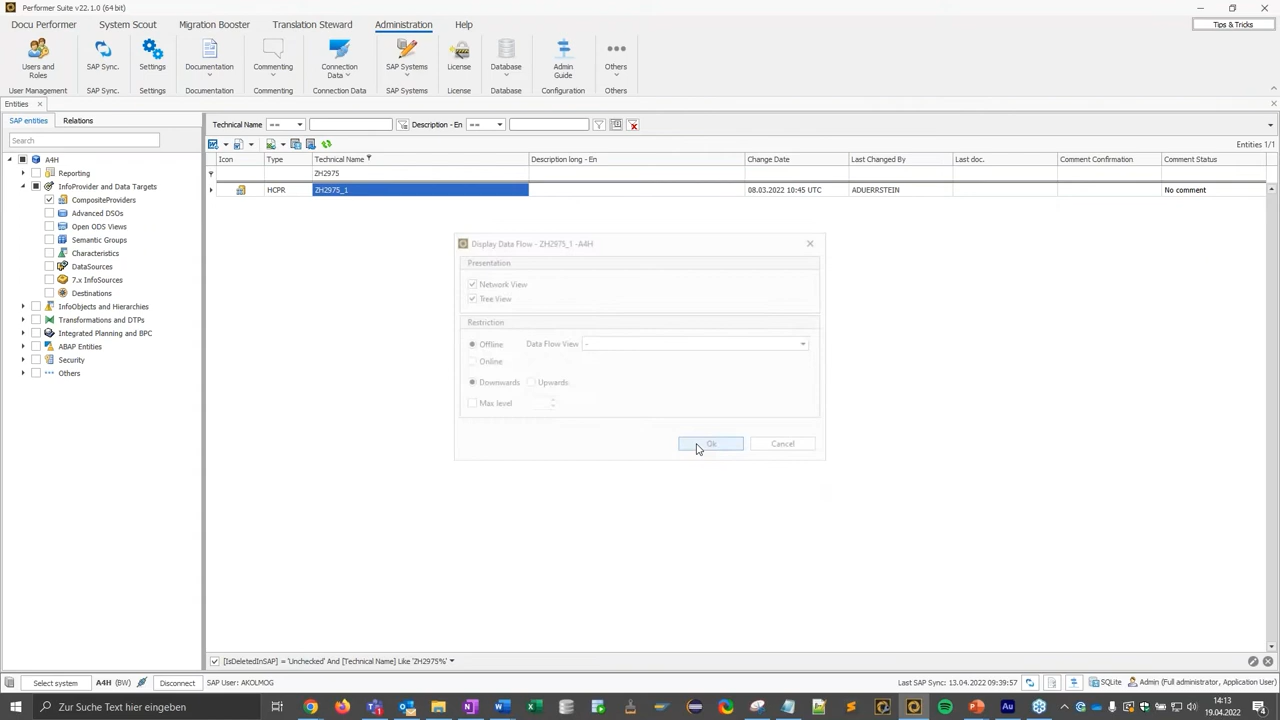 Performer Suite v22.1.0 (64 bit)
Docu Performer System Scout Migration Booster Translation Steward Administration Help Tips & Tricks
Users and Roles SAP Sync. Settings Documentation Commenting Connection Data SAP Systems License Database Admin Guide Others
User Management SAP Sync. Settings Documentation Commenting Connection Data SAP Systems License Database Configuration Others
Entities
SAP entities Relations
Technical Name == Description - En ==
Search
Entities 1/1
Icon Type Technical Name Description long - En Change Date Last Changed By Last doc. Comment Confirmation Comment Status
ZH2975
HCPR ZH2975_1 08.03.2022 10:45 UTC ADUERRSTEIN No comment
A4H
Reporting
InfoProvider and Data Targets
CompositeProviders
Advanced DSOs
Open ODS Views
Semantic Groups
Characteristics
DataSources
7.x InfoSources
Destinations
InfoObjects and Hierarchies
Transformations and DTPs
Integrated Planning and BPC
ABAP Entities
Security
Others
Display Data Flow - ZH2975_1 -A4H
Presentation
Network View
Tree View
Restriction
Offline Data Flow View -
Online
Downwards Upwards
Max level
Ok Cancel
[IsDeletedInSAP] = 'Unchecked' And [Technical Name] Like 'ZH2975%'
Select system A4H (BW) Disconnect SAP User: AKOLMOG Last SAP Sync: 13.04.2022 09:39:57 SQLite Admin (Full administrator, Application User)
Zur Suche Text hier eingeben
14:13
19.04.2022
4